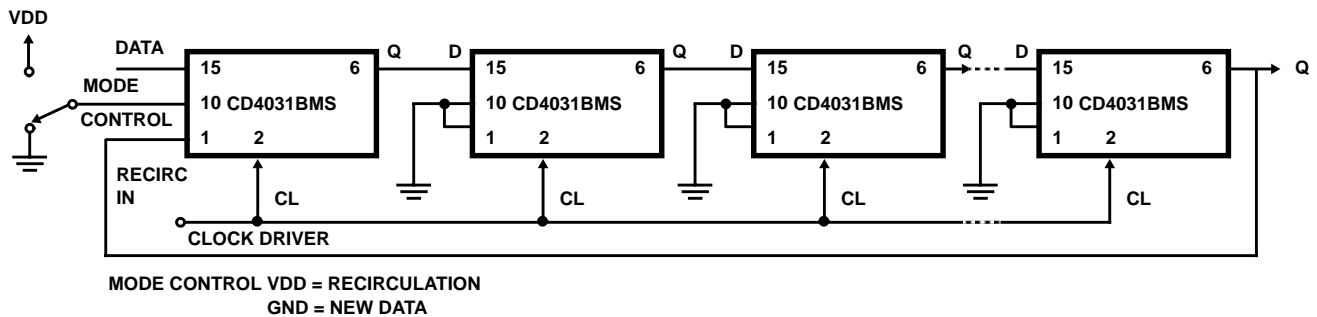 VDD
DATA
MODE
CONTROL
RECIRC
IN
15 6
10 CD4031BMS
1 2
Q D
CL
15 6
10 CD4031BMS
1 2
Q D
CL
15 6
10 CD4031BMS
1 2
Q D
CL
15 6
10 CD4031BMS
1 2
Q
CL
CLOCK DRIVER
MODE CONTROL VDD = RECIRCULATION
GND = NEW DATA